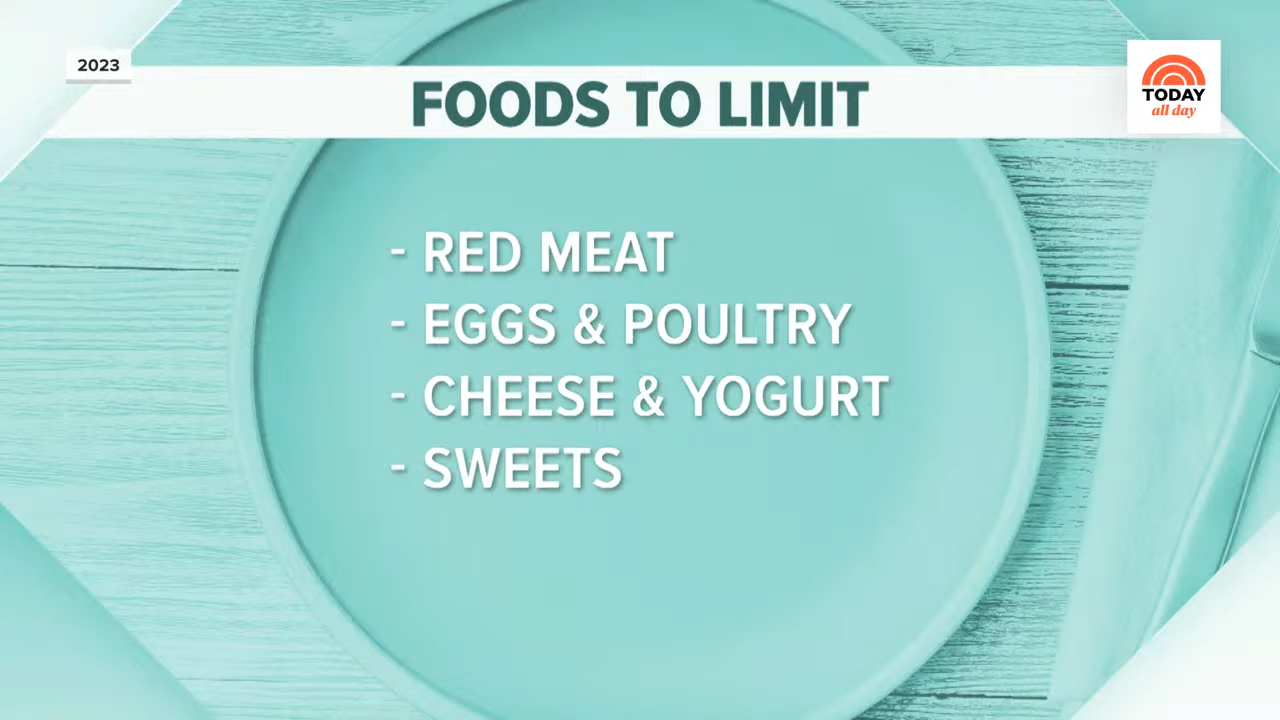 2023
FOODS TO LIMIT
TODAY
all day
- RED MEAT
- EGGS & POULTRY
- CHEESE & YOGURT
- SWEETS